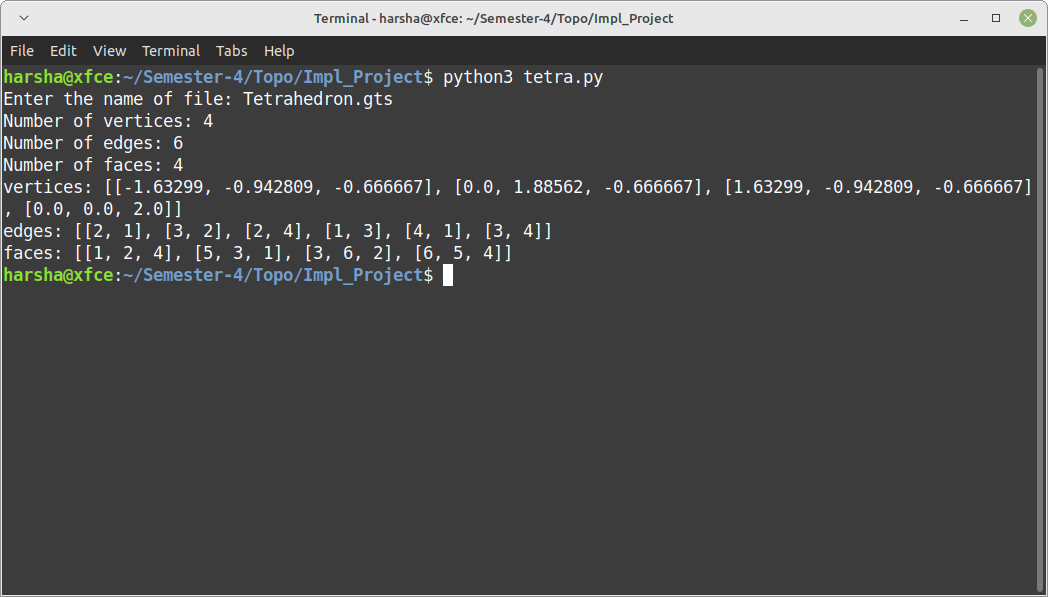 Terminal - harsha@xfce: ~/Semester-4/Topo/Impl_Project
File Edit View Terminal Tabs Help
harsha@xfce:~/Semester-4/Topo/Impl_Project$ python3 tetra.py
Enter the name of file: Tetrahedron.gts
Number of vertices: 4
Number of edges: 6
Number of faces: 4
vertices: [[-1.63299, -0.942809, -0.666667], [0.0, 1.88562, -0.666667], [1.63299, -0.942809, -0.666667]
, [0.0, 0.0, 2.0]]
edges: [[2, 1], [3, 2], [2, 4], [1, 3], [4, 1], [3, 4]]
faces: [[1, 2, 4], [5, 3, 1], [3, 6, 2], [6, 5, 4]]
harsha@xfce:~/Semester-4/Topo/Impl_Project$